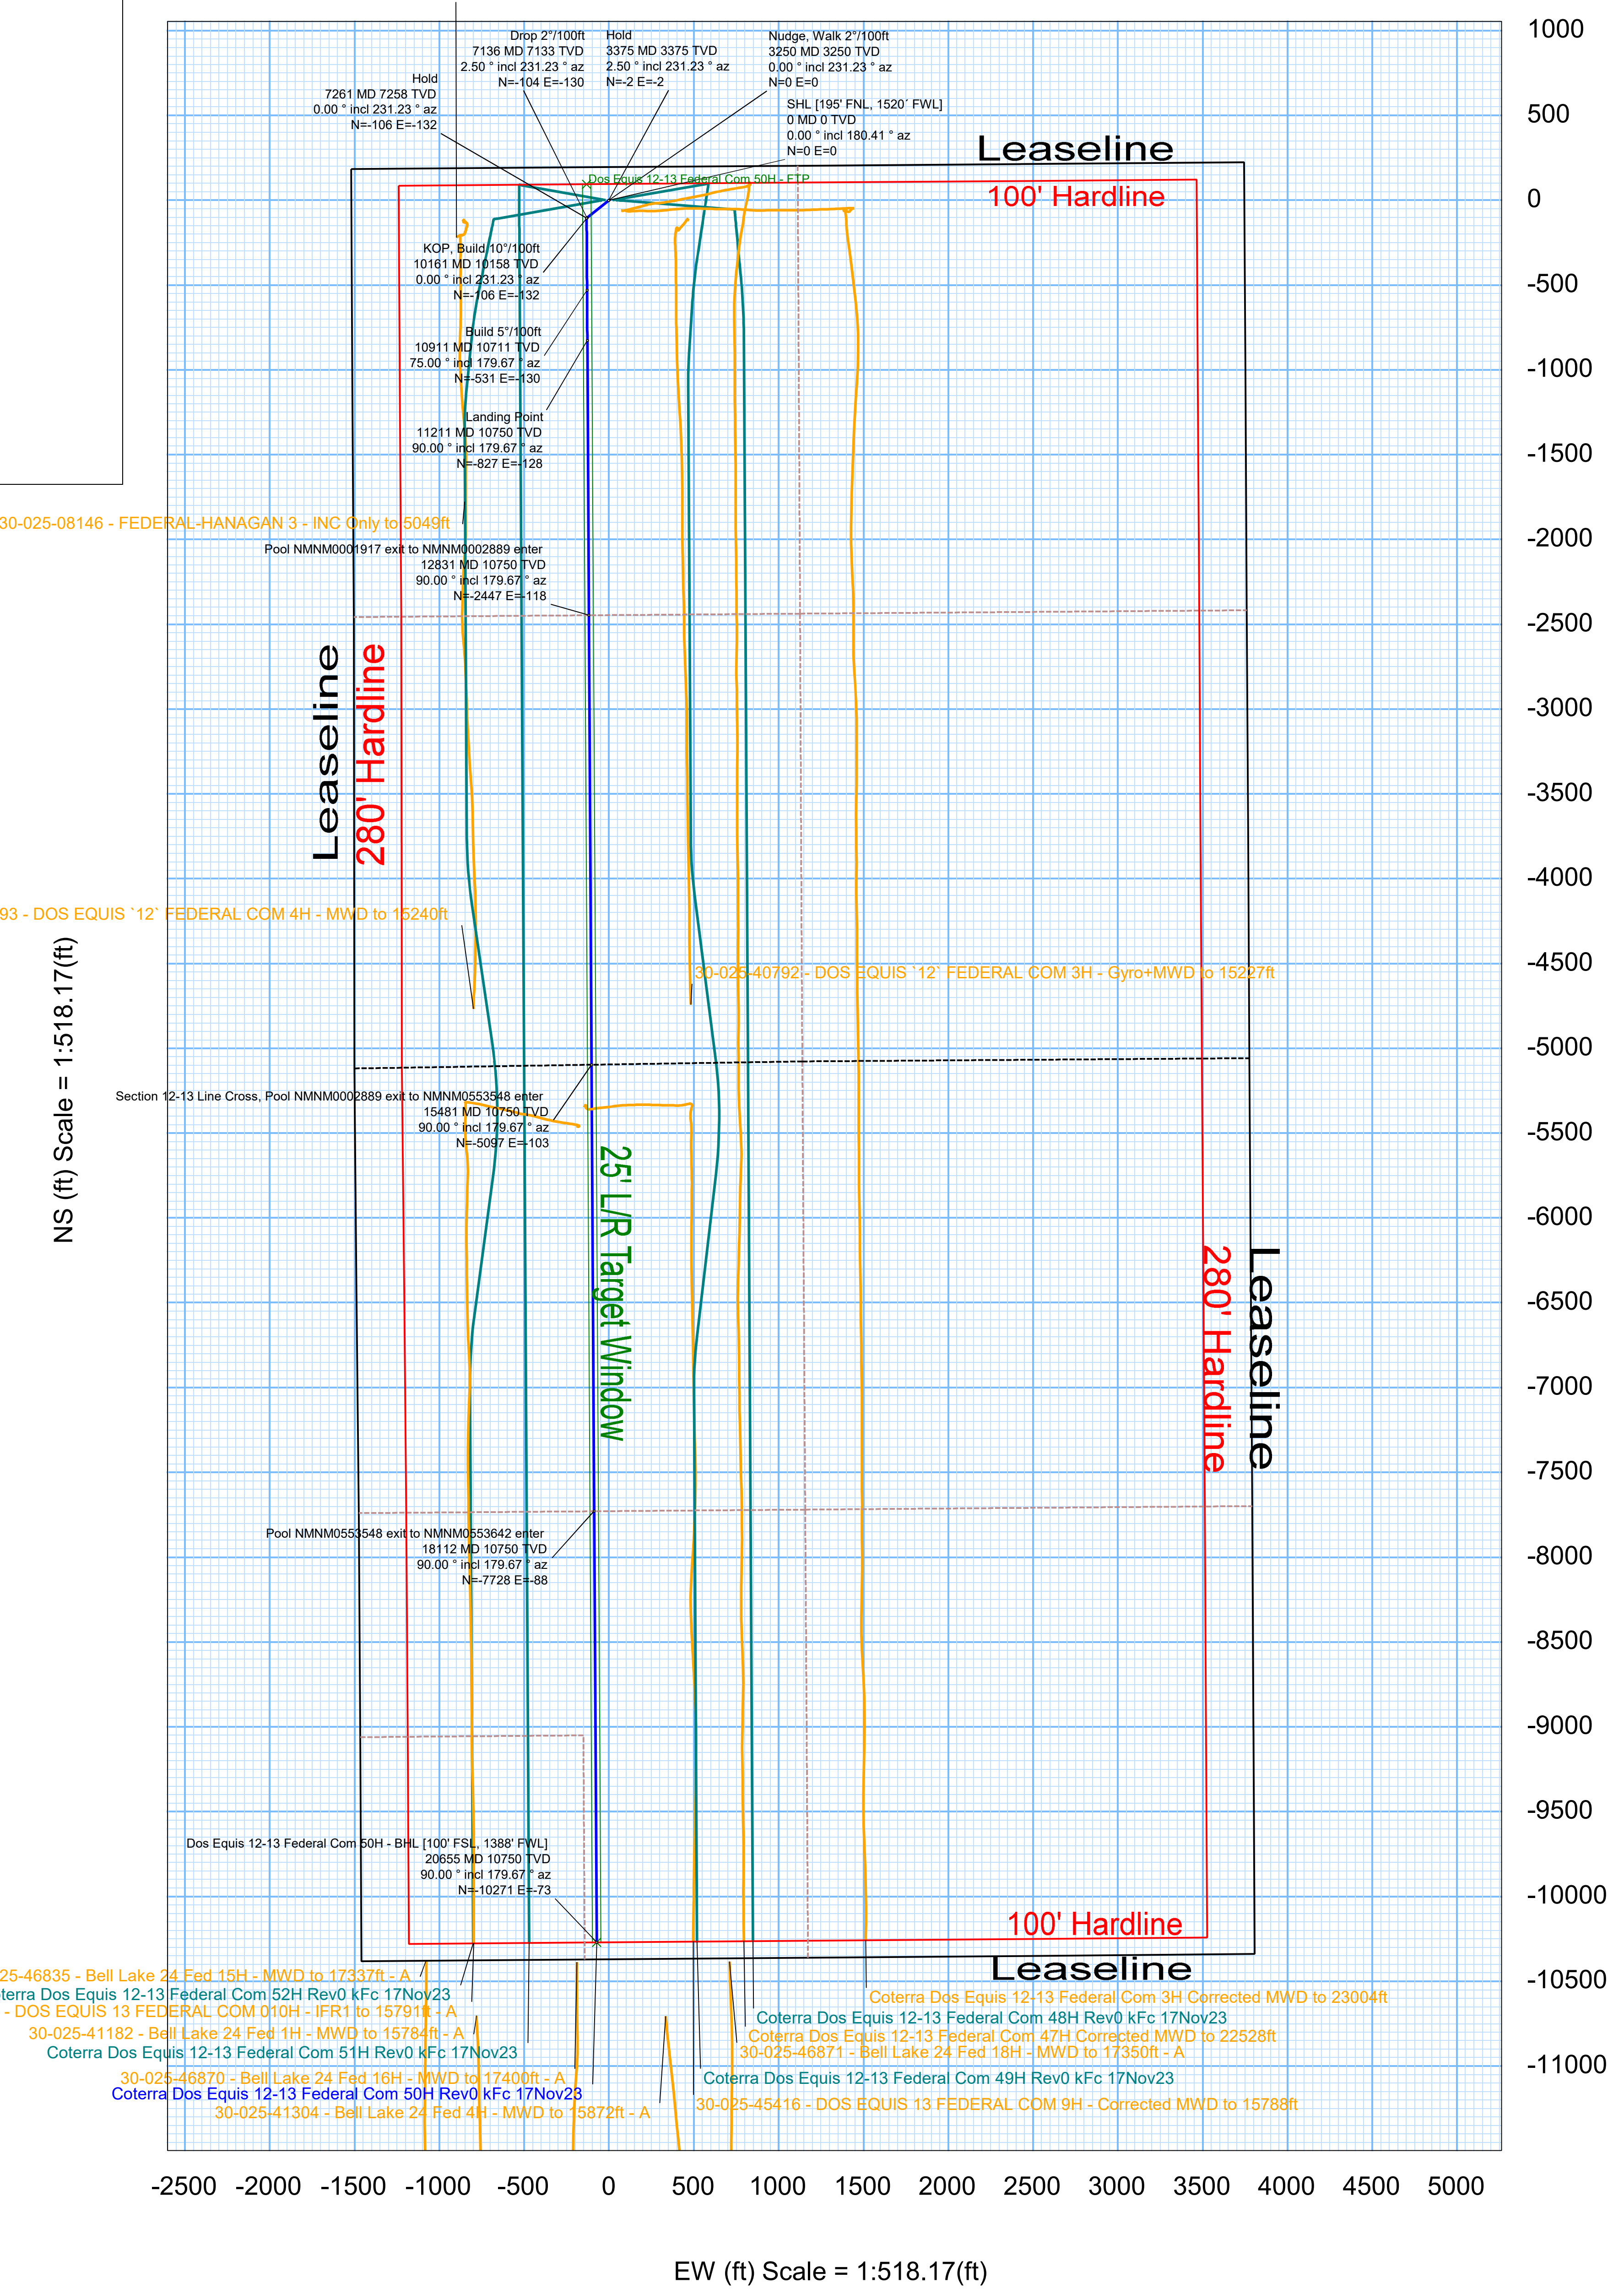 Drop 2°/100ft
7136 MD 7133 TVD
2.50 ° incl 231.23 ° az
N=-104 E=-130
Hold
3375 MD 3375 TVD
2.50 ° incl 231.23 ° az
N=-2 E=-2
Nudge, Walk 2°/100ft
3250 MD 3250 TVD
0.00 ° incl 231.23 ° az
N=0 E=0
Hold
7261 MD 7258 TVD
0.00 ° incl 231.23 ° az
N=-106 E=-132
SHL [195' FNL, 1520' FWL]
0 MD 0 TVD
0.00 ° incl 180.41 ° az
N=0 E=0
Leaseline
Dos Equis 12-13 Federal Com 50H - FTP
100' Hardline
KOP, Build 10°/100ft
10161 MD 10158 TVD
0.00 ° incl 231.23 ° az
N=-106 E=-132
Build 5°/100ft
10911 MD 10711 TVD
75.00 ° incl 179.67 ° az
N=-531 E=-130
Landing Point
11211 MD 10750 TVD
90.00 ° incl 179.67 ° az
N=-827 E=-128
30-025-08146 - FEDERAL-HANAGAN 3 - INC Only to 5049ft
Pool NMNM0001917 exit to NMNM0002889 enter
12831 MD 10750 TVD
90.00 ° incl 179.67 ° az
N=-2447 E=-118
Leaseline
280' Hardline
93 - DOS EQUIS `12` FEDERAL COM 4H - MWD to 15240ft
30-025-40792 - DOS EQUIS `12` FEDERAL COM 3H - Gyro+MWD to 15227ft
NS (ft) Scale = 1:518.17(ft)
Section 12-13 Line Cross, Pool NMNM0002889 exit to NMNM0553548 enter
15481 MD 10750 TVD
90.00 ° incl 179.67 ° az
N=-5097 E=-103
25' L/R Target Window
280' Hardline
Leaseline
Pool NMNM0553548 exit to NMNM0553642 enter
18112 MD 10750 TVD
90.00 ° incl 179.67 ° az
N=-7728 E=-88
Dos Equis 12-13 Federal Com 50H - BHL [100' FSL, 1388' FWL]
20655 MD 10750 TVD
90.00 ° incl 179.67 ° az
N=-10271 E=-73
100' Hardline
Leaseline
25-46835 - Bell Lake 24 Fed 15H - MWD to 17337ft - A
oterra Dos Equis 12-13 Federal Com 52H Rev0 kFc 17Nov23
- DOS EQUIS 13 FEDERAL COM 010H - IFR1 to 15791ft - A
30-025-41182 - Bell Lake 24 Fed 1H - MWD to 15784ft - A
Coterra Dos Equis 12-13 Federal Com 51H Rev0 kFc 17Nov23
30-025-46870 - Bell Lake 24 Fed 16H - MWD to 17400ft - A
Coterra Dos Equis 12-13 Federal Com 50H Rev0 kFc 17Nov23
30-025-41304 - Bell Lake 24 Fed 4H - MWD to 15872ft - A
Coterra Dos Equis 12-13 Federal Com 3H Corrected MWD to 23004ft
Coterra Dos Equis 12-13 Federal Com 48H Rev0 kFc 17Nov23
Coterra Dos Equis 12-13 Federal Com 47H Corrected MWD to 22528ft
30-025-46871 - Bell Lake 24 Fed 18H - MWD to 17350ft - A
Coterra Dos Equis 12-13 Federal Com 49H Rev0 kFc 17Nov23
30-025-45416 - DOS EQUIS 13 FEDERAL COM 9H - Corrected MWD to 15788ft
1000
500
0
-500
-1000
-1500
-2000
-2500
-3000
-3500
-4000
-4500
-5000
-5500
-6000
-6500
-7000
-7500
-8000
-8500
-9000
-9500
-10000
-10500
-11000
-2500 -2000 -1500 -1000 -500 0 500 1000 1500 2000 2500 3000 3500 4000 4500 5000
EW (ft) Scale = 1:518.17(ft)